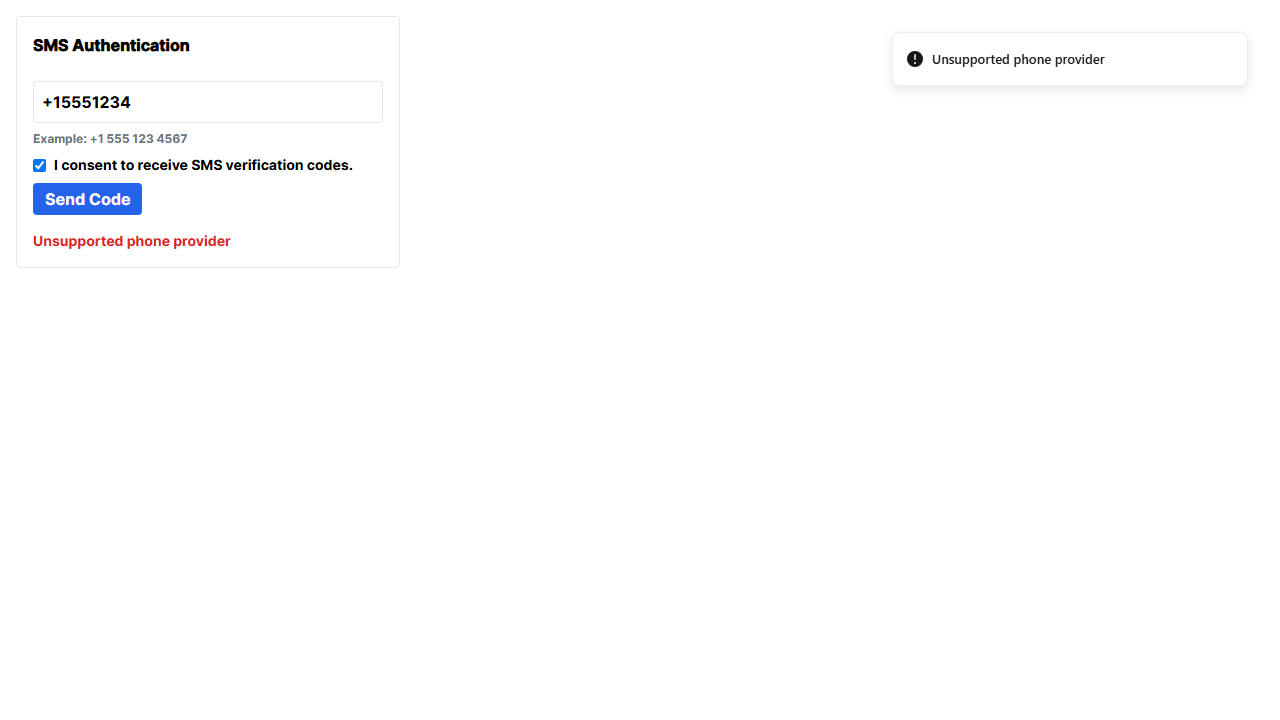 SMS Authentication
+15551234
Example: +1 555 123 4567
I consent to receive SMS verification codes.
Send Code
Unsupported phone provider
Unsupported phone provider